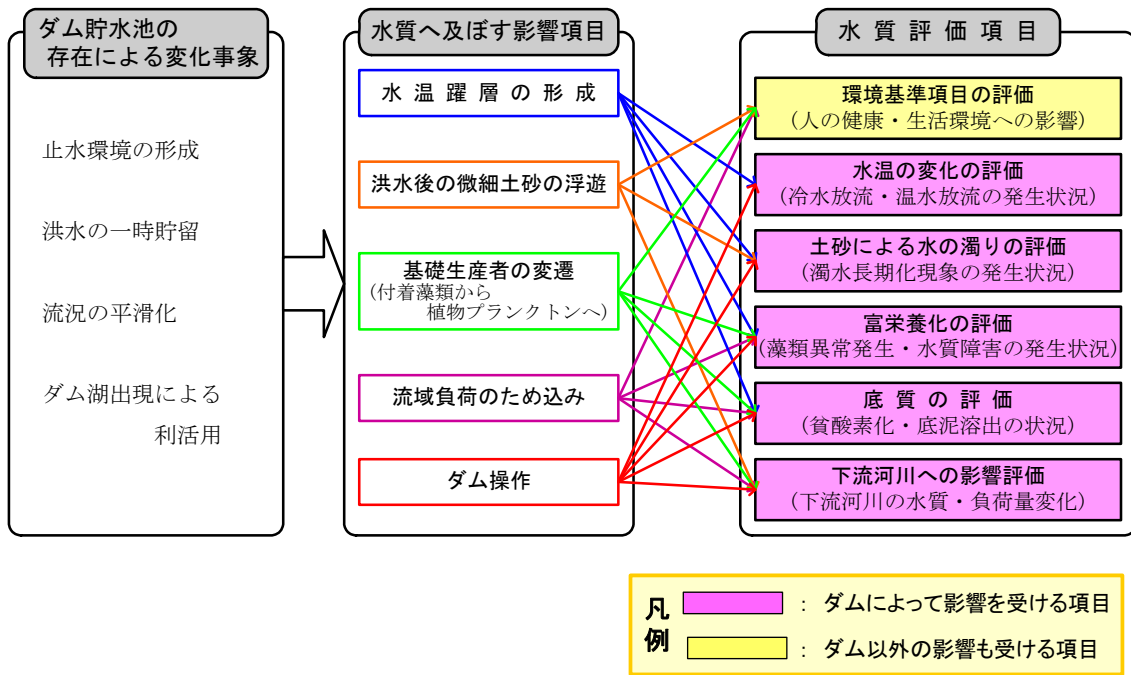 ダム貯水池の
存在による変化事象
止水環境の形成
洪水の一時貯留
流況の平滑化
ダム湖出現による
利活用
水質へ及ぼす影響項目
水温躍層の形成
洪水後の微細土砂の浮遊
基礎生産者の変遷
(付着藻類から
植物プランクトンへ)
流域負荷のため込み
ダム操作
水質評価項目
環境基準項目の評価
(人の健康・生活環境への影響)
水温の変化の評価
(冷水放流・温水放流の発生状況)
土砂による水の濁りの評価
(濁水長期化現象の発生状況)
富栄養化の評価
(藻類異常発生・水質障害の発生状況)
底質の評価
(貧酸素化・底泥溶出の状況)
下流河川への影響評価
(下流河川の水質・負荷量変化)
凡例
: ダムによって影響を受ける項目
: ダム以外の影響も受ける項目